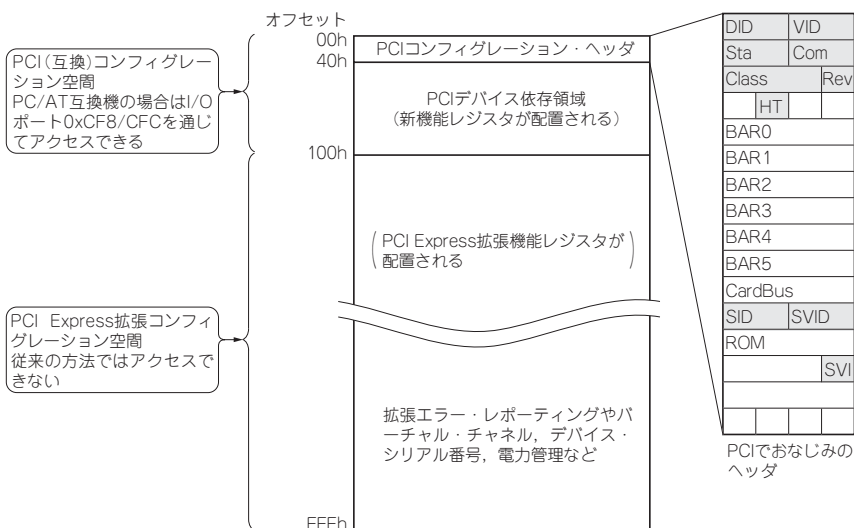 オフセット
00h
40h
100h
FFFh
PCI(互換)コンフィグレー
ション空間
PC/AT互換機の場合はI/O
ポート0xCF8/CFCを通じ
てアクセスできる
PCI Express拡張コンフィ
グレーション空間
従来の方法ではアクセスで
きない
PCIコンフィグレーション・ヘッダ
PCIデバイス依存領域
(新機能レジスタが配置される)
PCI Express拡張機能レジスタが
配置される
拡張エラー・レポーティングやバ
ーチャル・チャネル，デバイス・
シリアル番号，電力管理など
DID VID
Sta Com
Class Rev
HT
BAR0
BAR1
BAR2
BAR3
BAR4
BAR5
CardBus
SID SVID
ROM
SVI
PCIでおなじみの
ヘッダ